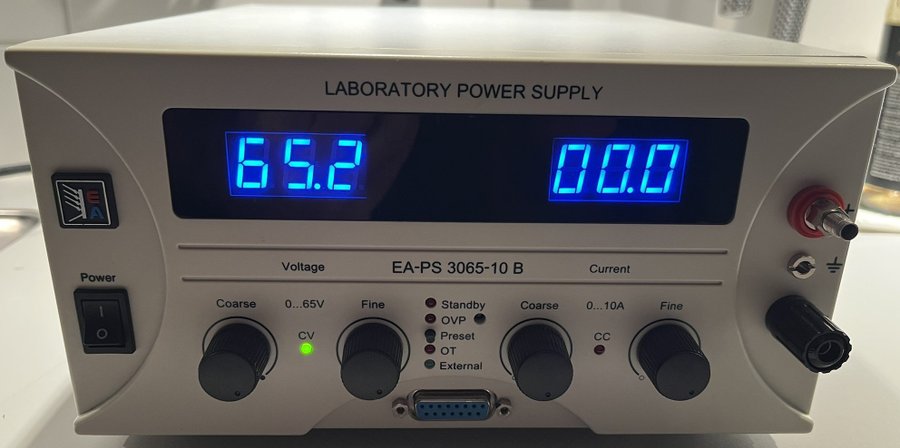 LABORATORY POWER SUPPLY
65.2 00.0
EA
Power
I
O
Voltage EA-PS 3065-10 B Current
Coarse 0...65V Fine
CV
Standby
OVP
Preset
OT
External
Coarse 0...10A Fine
CC